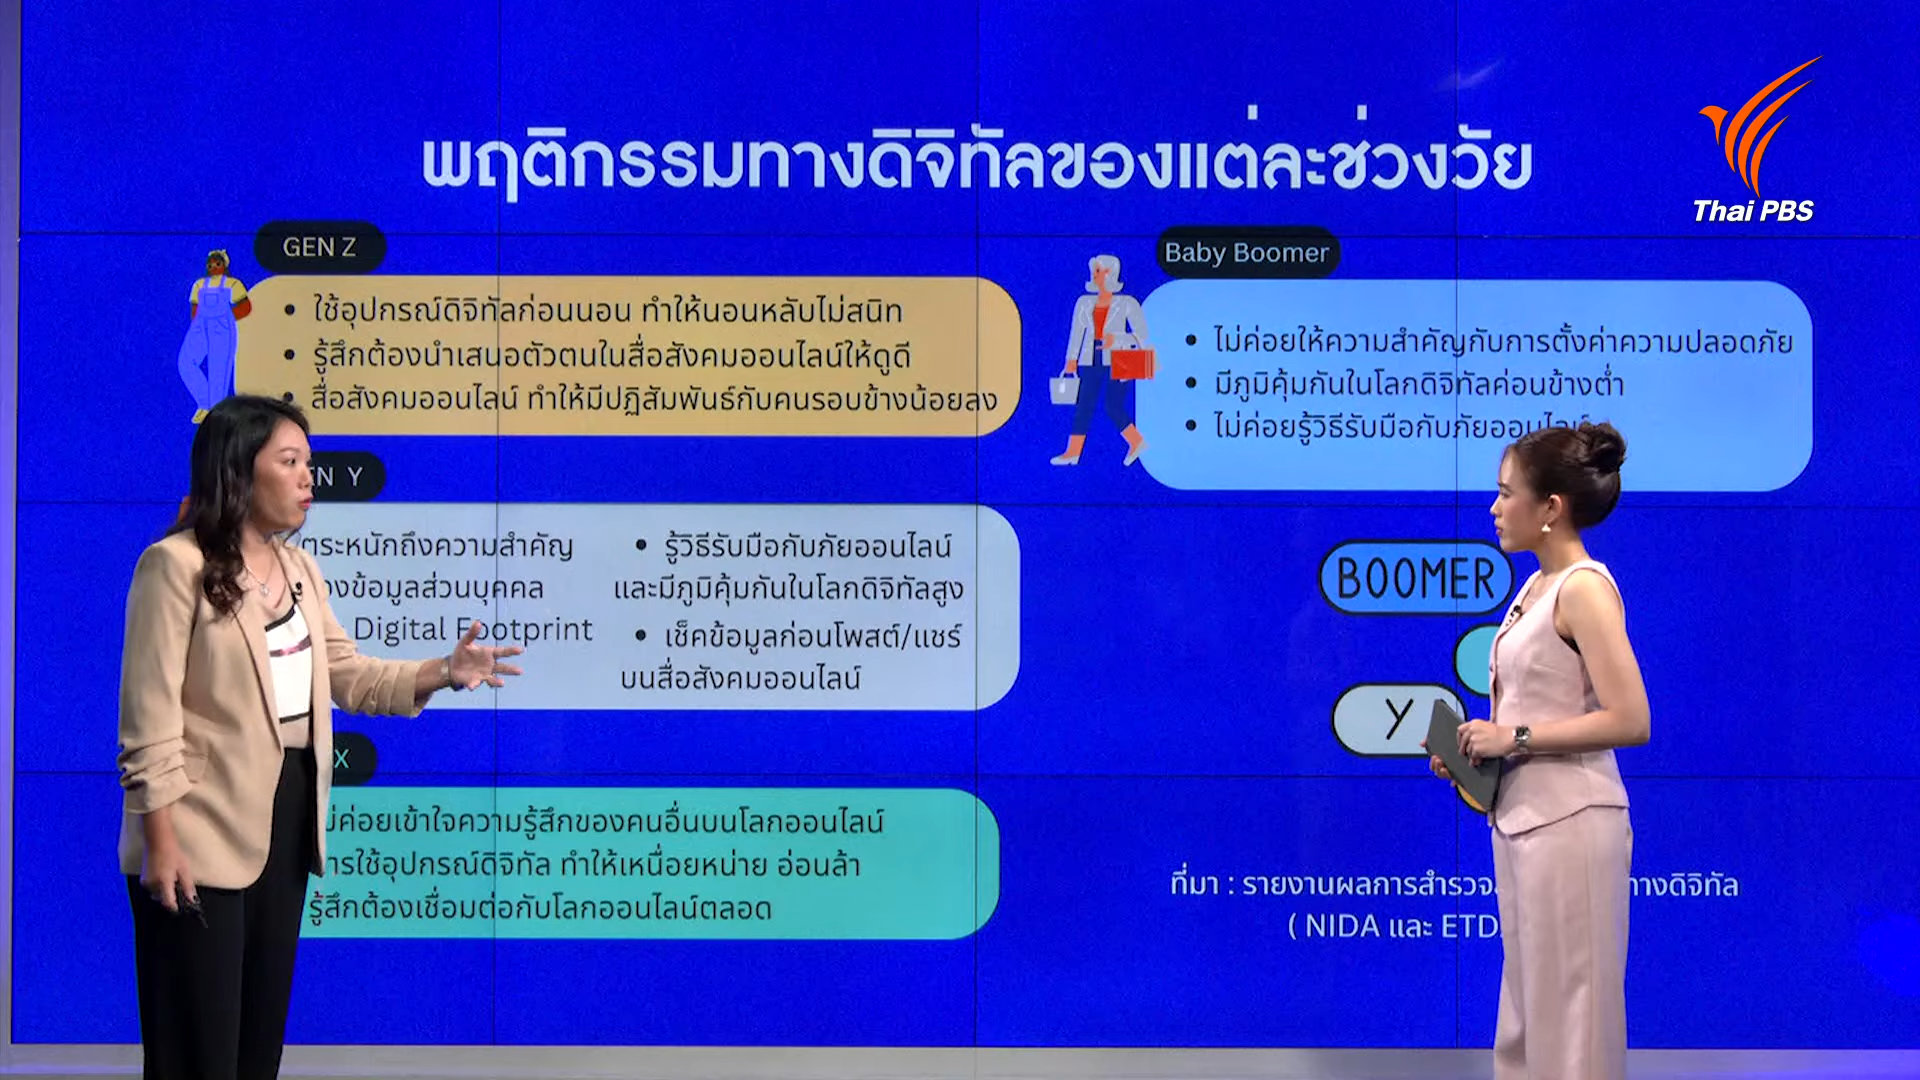 พฤติกรรมทางดิจิทัลของแต่ละช่วงวัย
Thai PBS
GEN Z
• ใช้อุปกรณ์ดิจิทัลก่อนนอน ทำให้นอนหลับไม่สนิท
• รู้สึกต้องนำเสนอตัวตนในสื่อสังคมออนไลน์ให้ดูดี
• สื่อสังคมออนไลน์ ทำให้มีปฏิสัมพันธ์กับคนรอบข้างน้อยลง
Y
ตระหนักถึงความสำคัญ
ข้อมูลส่วนบุคคล
Digital Footprint
• รู้วิธีรับมือกับภัยออนไลน์
และมีภูมิคุ้มกันในโลกดิจิทัลสูง
• เช็คข้อมูลก่อนโพสต์/แชร์
บนสื่อสังคมออนไลน์
X
ค่อยเข้าใจความรู้สึกของคนอื่นบนโลกออนไลน์
ใช้อุปกรณ์ดิจิทัล ทำให้เหนื่อยหน่าย อ่อนล้า
รู้สึกต้องเชื่อมต่อกับโลกออนไลน์ตลอด
Baby Boomer
• ไม่ค่อยให้ความสำคัญกับการตั้งค่าความปลอดภัย
• มีภูมิคุ้มกันในโลกดิจิทัลค่อนข้างต่ำ
• ไม่ค่อยรู้วิธีรับมือกับภัยออนไลน์
BOOMER
Y
ที่มา : รายงานผลการสำรวจ ทางดิจิทัล
( NIDA และ ETD